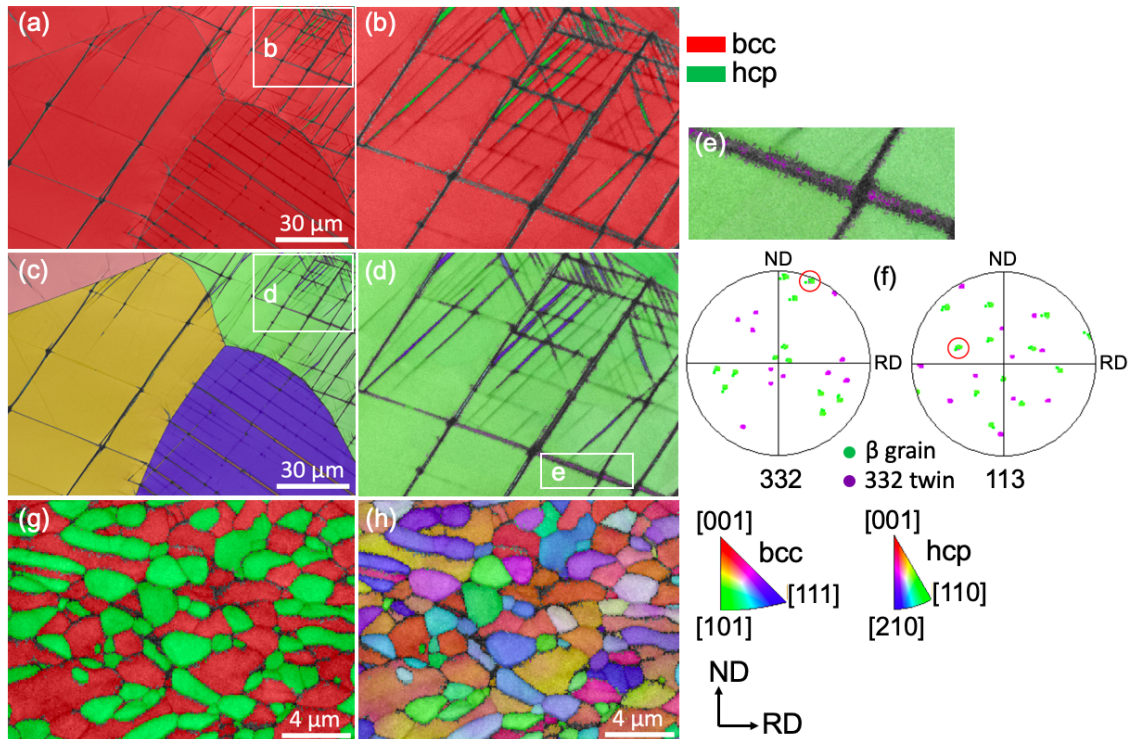 (a)
b
30 μm
(b)
bcc
hcp
(c)
d
30 μm
(d)
e
(e)
ND
RD
332
(f)
ND
RD
113
β grain
332 twin
(g)
4 μm
(h)
4 μm
[001]
bcc
[111]
[101]
[001]
hcp
[110]
[210]
ND
RD